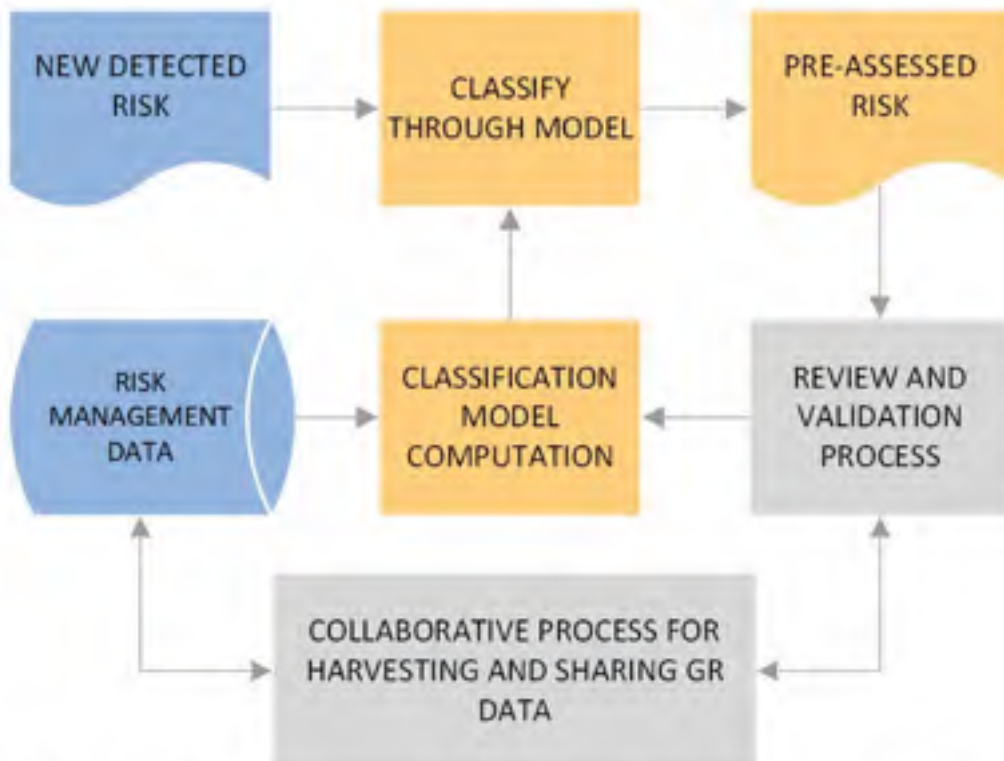 NEW DETECTED
RISK
CLASSIFY
THROUGH MODEL
PRE-ASSESSED
RISK
RISK
MANAGEMENT
DATA
CLASSIFICATION
MODEL
COMPUTATION
REVIEW AND
VALIDATION
PROCESS
COLLABORATIVE PROCESS FOR
HARVESTING AND SHARING GR
DATA